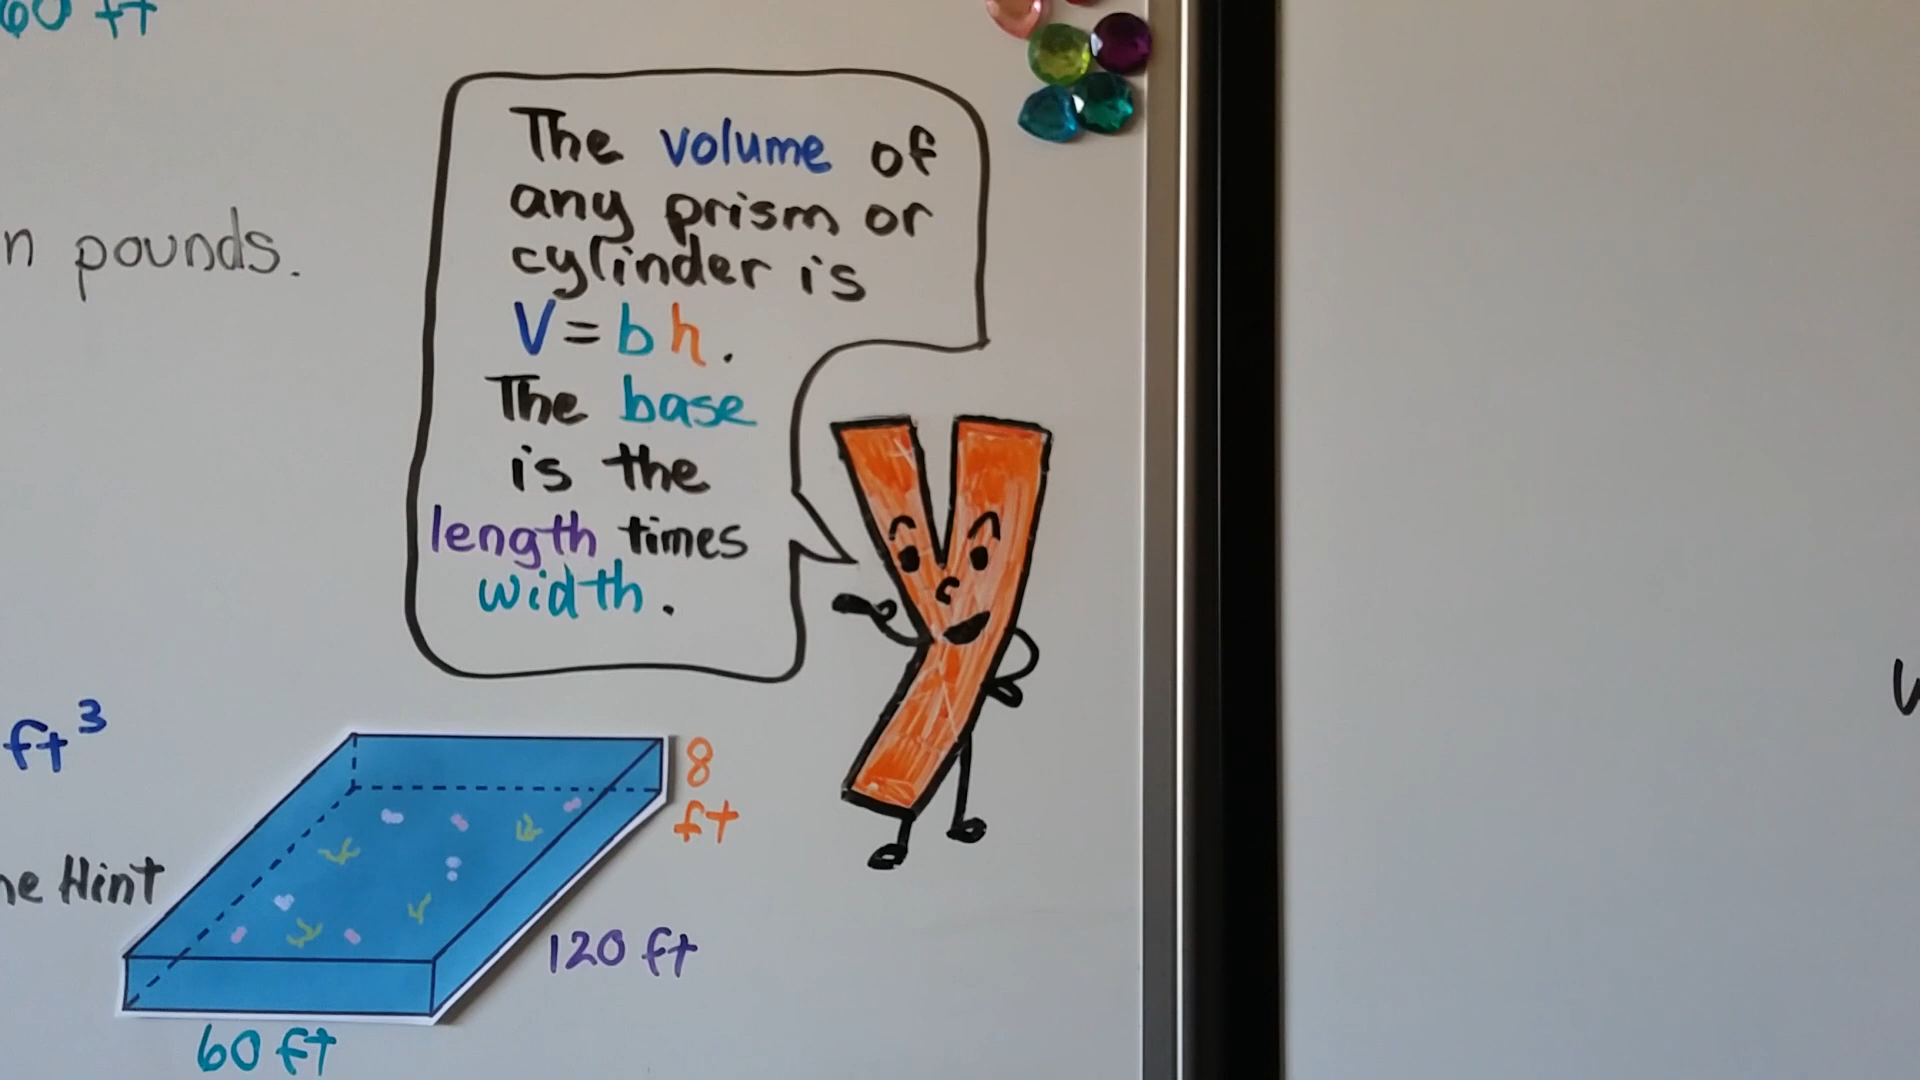 60 ft
The volume of
any prism or
cylinder is
V = bh.
The base
is the
length times
width.
n pounds.
ft³
8
ft
he Hint
120 ft
60 ft